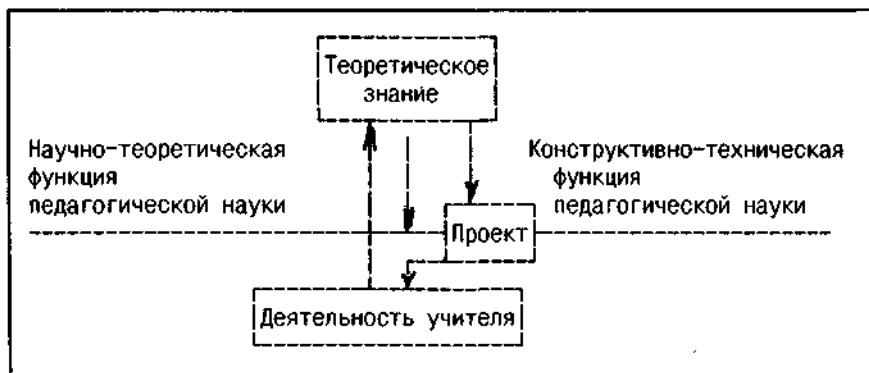 Теоретическое
знание
Научно-теоретическая
функция
педагогической науки
Конструктивно-техническая
функция
педагогической науки
Проект
Деятельность учителя